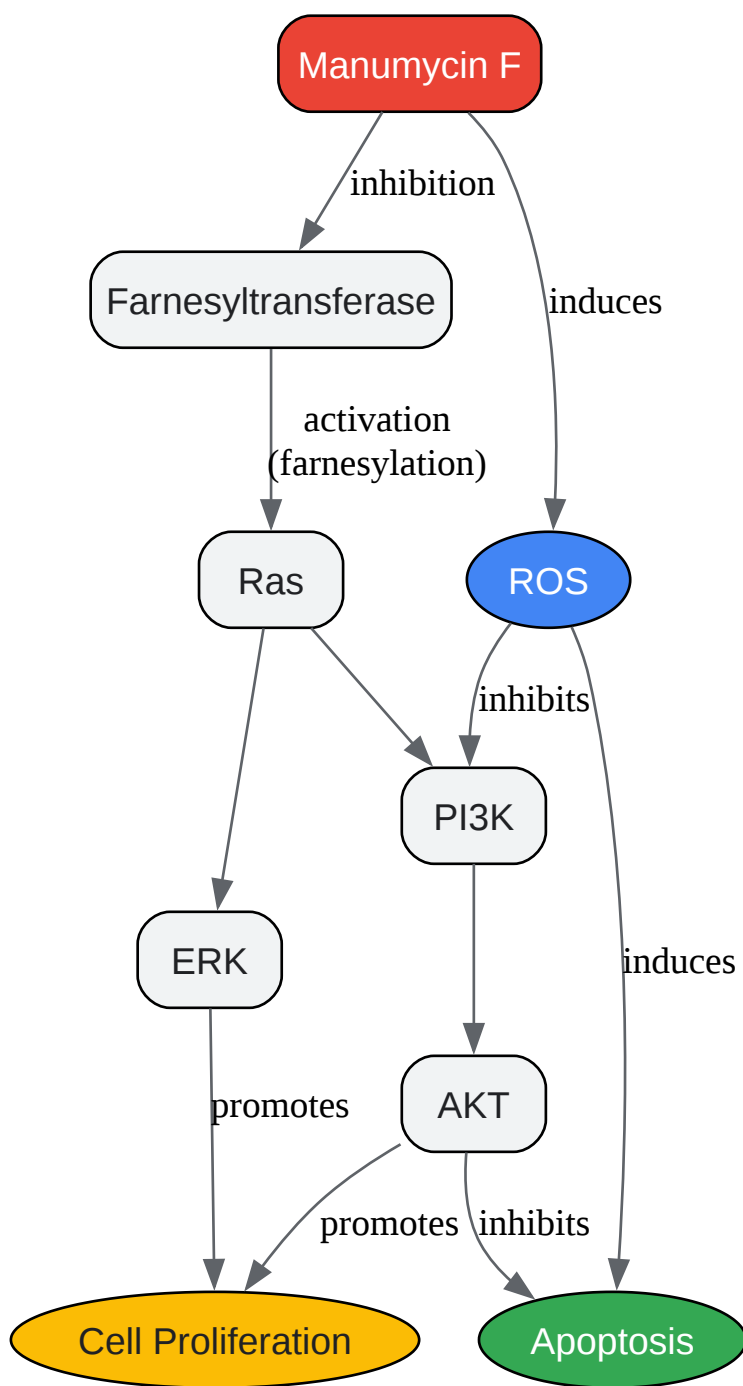 Manumycin F
inhibition
Farnesyltransferase
induces
activation
(farnesylation)
Ras
ROS
inhibits
PI3K
ERK
induces
AKT
promotes
promotes
inhibits
Cell Proliferation
Apoptosis